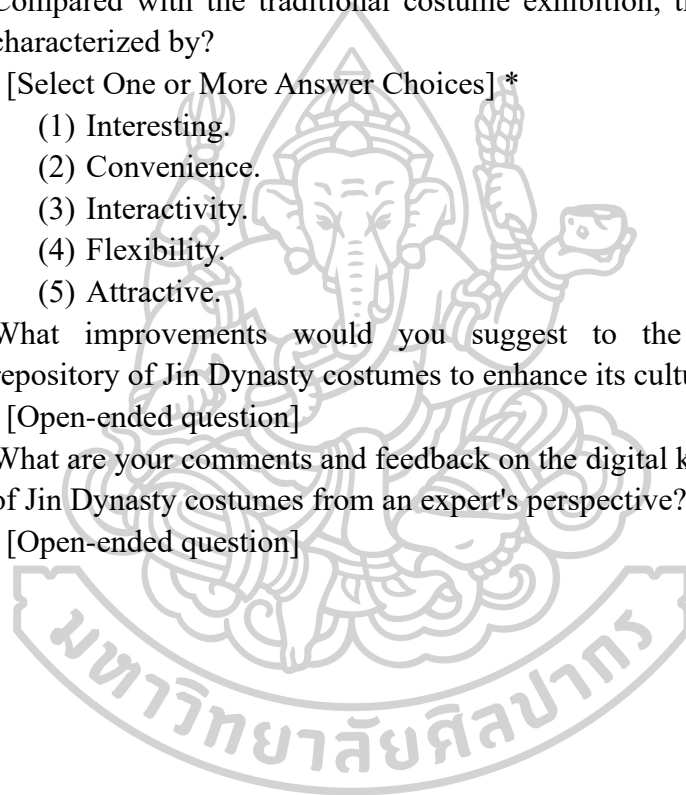 Compared with the traditional costume exhibition, th
characterized by?
[Select One or More Answer Choices] *
(1) Interesting.
(2) Convenience.
(3) Interactivity.
(4) Flexibility.
(5) Attractive.
What improvements would you suggest to the
repository of Jin Dynasty costumes to enhance its cultu
[Open-ended question]
What are your comments and feedback on the digital k
of Jin Dynasty costumes from an expert's perspective?
[Open-ended question]
มหาวิทยาลัยศิลปากร